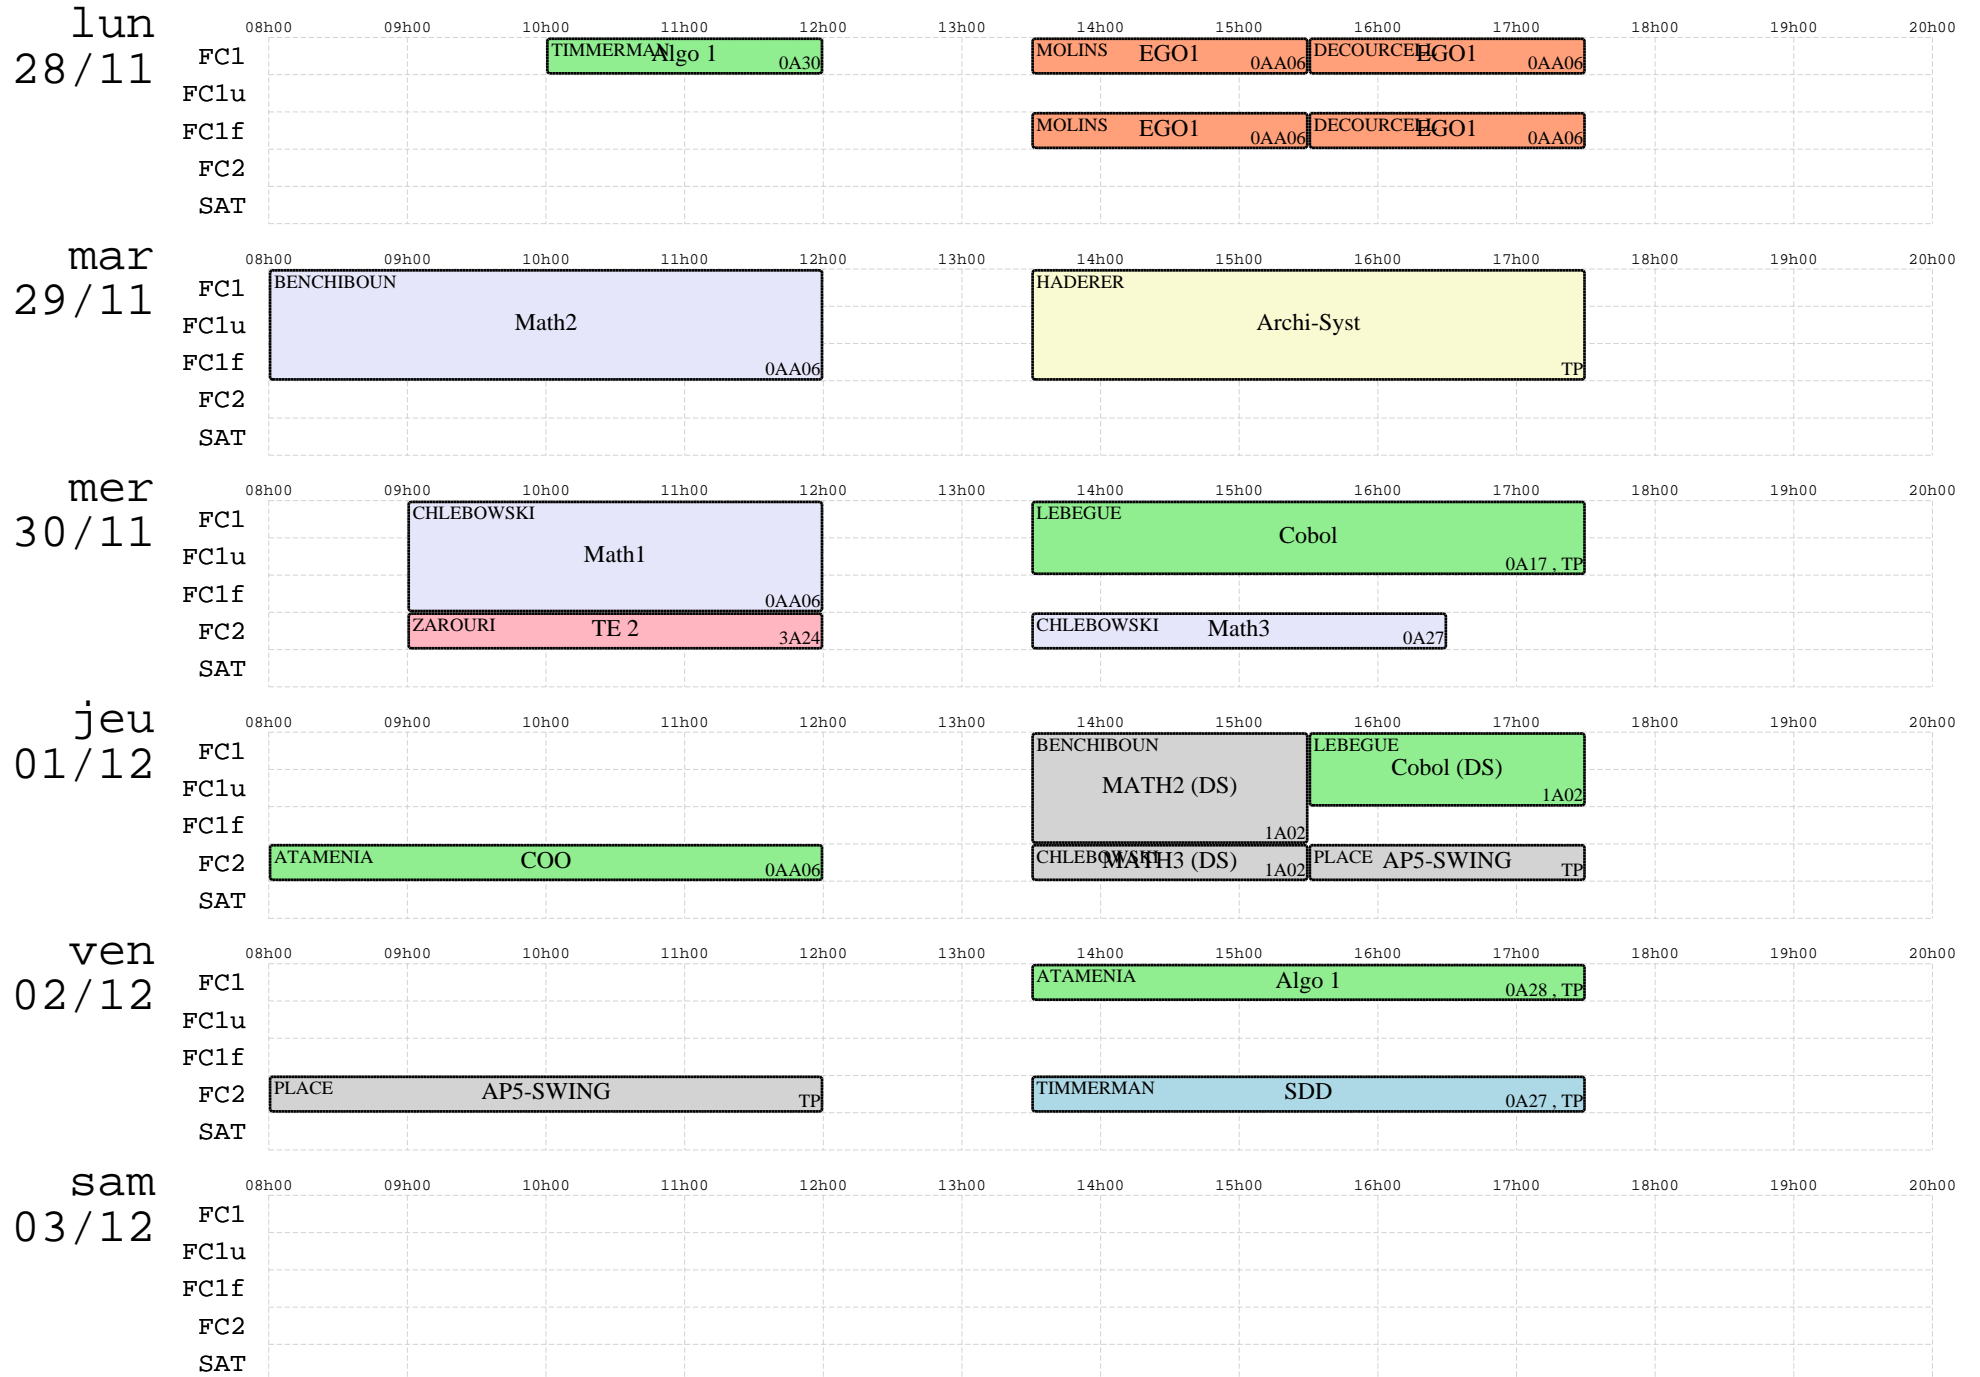 lun
28/11
08h00 09h00 10h00 11h00 12h00 13h00 14h00 15h00 16h00 17h00 18h00 19h00 20h00
FC1 TIMMERMAN Algo 1 0A30 MOLINS EGO1 0AA06 DECOURCELL EGO1 0AA06
FC1u
FC1f MOLINS EGO1 0AA06 DECOURCELL EGO1 0AA06
FC2
SAT
mar
29/11
08h00 09h00 10h00 11h00 12h00 13h00 14h00 15h00 16h00 17h00 18h00 19h00 20h00
FC1 BENCHIBOUN HADERER
FC1u Math2 Archi-Syst
FC1f 0AA06 TP
FC2
SAT
mer
30/11
08h00 09h00 10h00 11h00 12h00 13h00 14h00 15h00 16h00 17h00 18h00 19h00 20h00
FC1 CHLEBOWSKI LEBEGUE Cobol
FC1u Math1 0A17 , TP
FC1f 0AA06
FC2 ZAROURI TE 2 3A24 CHLEBOWSKI Math3 0A27
SAT
jeu
01/12
08h00 09h00 10h00 11h00 12h00 13h00 14h00 15h00 16h00 17h00 18h00 19h00 20h00
FC1 BENCHIBOUN LEBEGUE Cobol (DS)
FC1u MATH2 (DS) 1A02
FC1f 1A02
FC2 ATAMENIA COO 0AA06 CHLEBOWSKI MATH3 (DS) 1A02 PLACE AP5-SWING TP
SAT
ven
02/12
08h00 09h00 10h00 11h00 12h00 13h00 14h00 15h00 16h00 17h00 18h00 19h00 20h00
FC1 ATAMENIA Algo 1 0A28 , TP
FC1u
FC1f
FC2 PLACE AP5-SWING TP TIMMERMAN SDD 0A27 , TP
SAT
sam
03/12
08h00 09h00 10h00 11h00 12h00 13h00 14h00 15h00 16h00 17h00 18h00 19h00 20h00
FC1
FC1u
FC1f
FC2
SAT